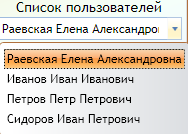 Список пользователей
Раевская Елена Александро
Раевская Елена Александровна
Иванов Иван Иванович
Петров Петр Петрович
Сидоров Иван Петрович